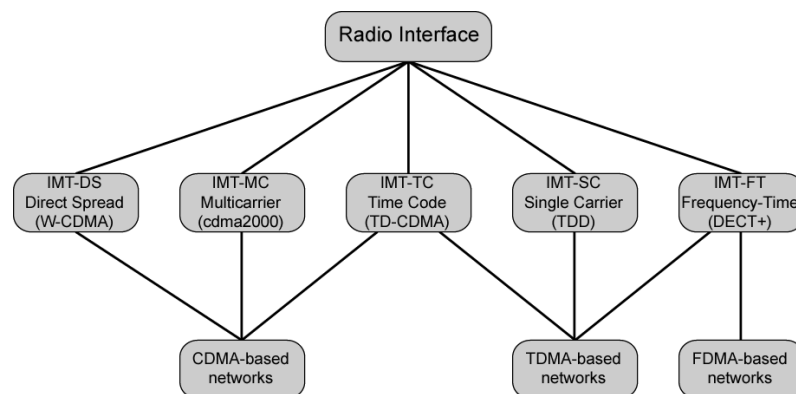 Radio Interface
IMT-DS
Direct Spread
(W-CDMA)
IMT-MC
Multicarrier
(cdma2000)
IMT-TC
Time Code
(TD-CDMA)
IMT-SC
Single Carrier
(TDD)
IMT-FT
Frequency-Time
(DECT+)
CDMA-based
networks
TDMA-based
networks
FDMA-based
networks